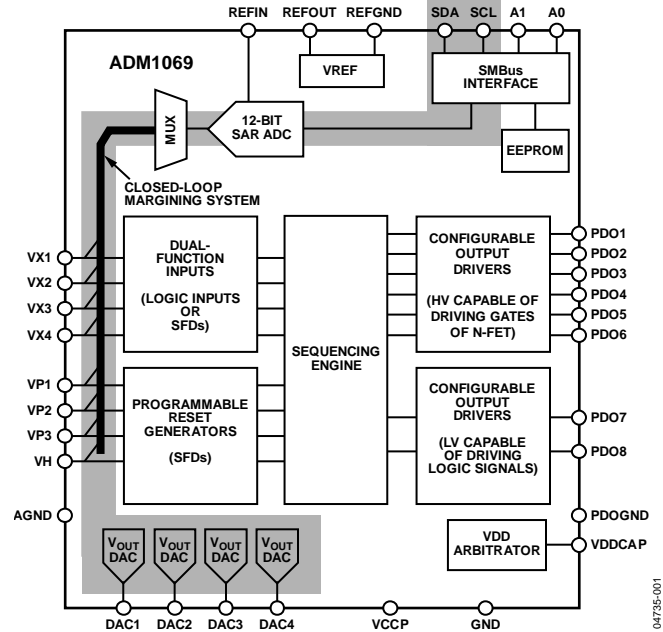 REFIN REFOUT REFGND SDA SCL A1 A0
ADM1069
VREF
SMBus
INTERFACE
MUX
12-BIT
SAR ADC
EEPROM
CLOSED-LOOP
MARGINING SYSTEM
VX1
VX2
VX3
VX4
DUAL-
FUNCTION
INPUTS
(LOGIC INPUTS
OR
SFDs)
VP1
VP2
VP3
VH
PROGRAMMABLE
RESET
GENERATORS
(SFDs)
SEQUENCING
ENGINE
CONFIGURABLE
OUTPUT
DRIVERS
(HV CAPABLE OF
DRIVING GATES
OF N-FET)
PDO1
PDO2
PDO3
PDO4
PDO5
PDO6
CONFIGURABLE
OUTPUT
DRIVERS
(LV CAPABLE
OF DRIVING
LOGIC SIGNALS)
PDO7
PDO8
AGND
PDOGND
VOUT
DAC
VOUT
DAC
VOUT
DAC
VOUT
DAC
VDD
ARBITRATOR
VDDCAP
DAC1 DAC2 DAC3 DAC4 VCCP GND
04735-001